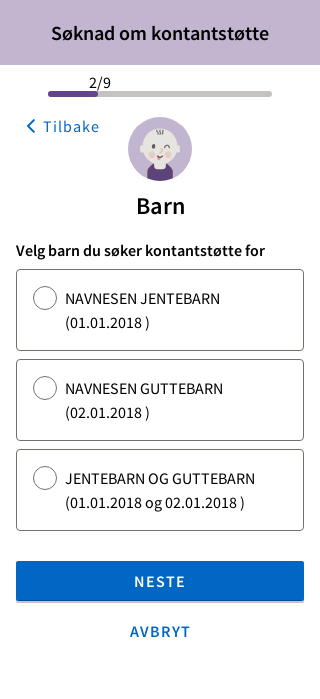 Søknad om kontantstøtte
2/9
Tilbake
Barn
Velg barn du søker kontantstøtte for
NAVNESEN JENTEBARN
(01.01.2018 )
NAVNESEN GUTTEBARN
(02.01.2018 )
JENTEBARN OG GUTTEBARN
(01.01.2018 og 02.01.2018 )
NESTE
AVBRYT